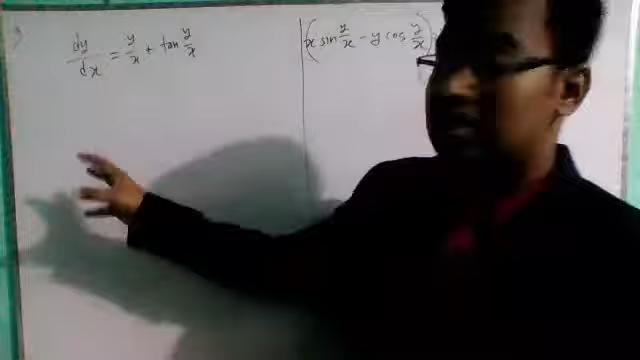 dy/dx = y/x + tan y/x
(x sin y/x - y cos y/x)